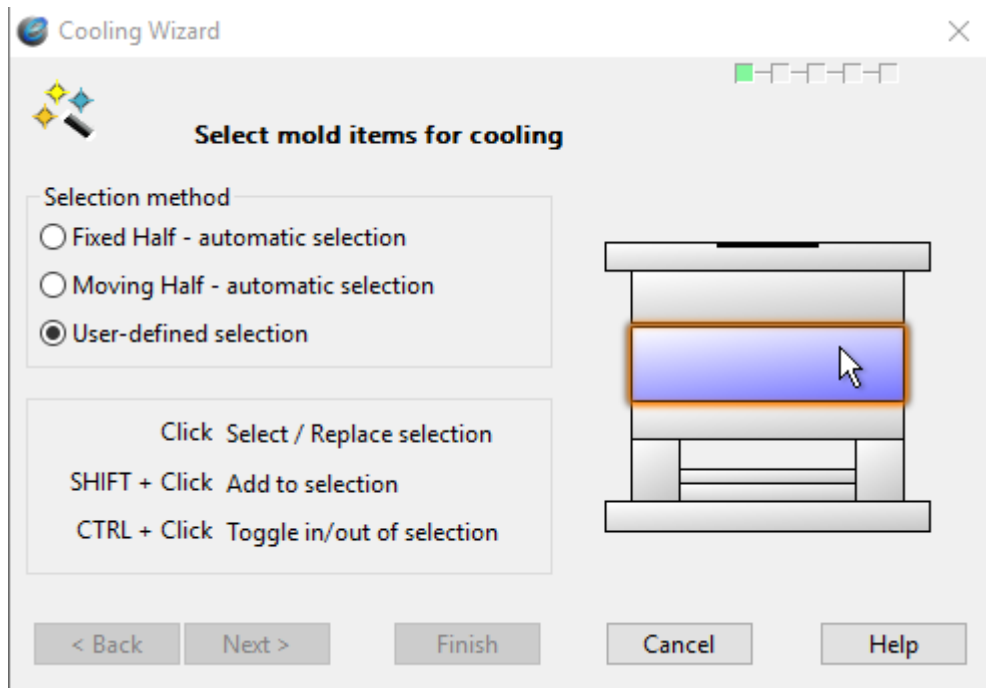 Cooling Wizard
Select mold items for cooling
Selection method
Fixed Half - automatic selection
Moving Half - automatic selection
User-defined selection
Click Select / Replace selection
SHIFT + Click Add to selection
CTRL + Click Toggle in/out of selection
< Back Next > Finish Cancel Help